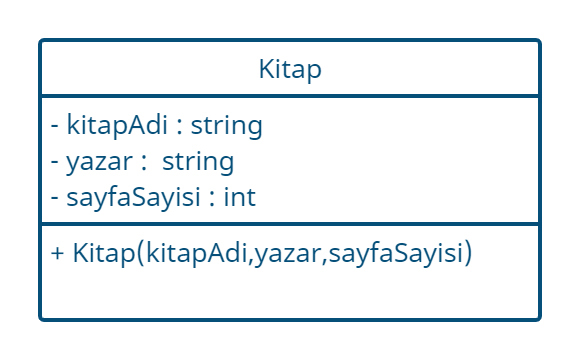 Kitap
- kitapAdi : string
- yazar :  string
- sayfaSayisi : int
+ Kitap(kitapAdi,yazar,sayfaSayisi)